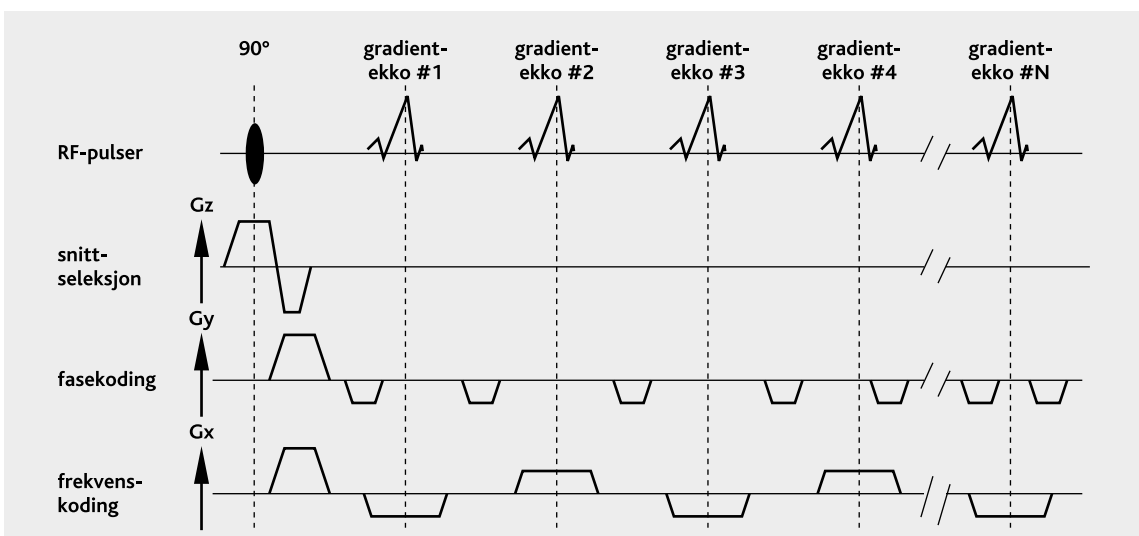 90°
gradient-
ekko #1
gradient-
ekko #2
gradient-
ekko #3
gradient-
ekko #4
gradient-
ekko #N
RF-pulser
Gz
snitt-
seleksjon
Gy
fasekoding
Gx
frekvens-
koding